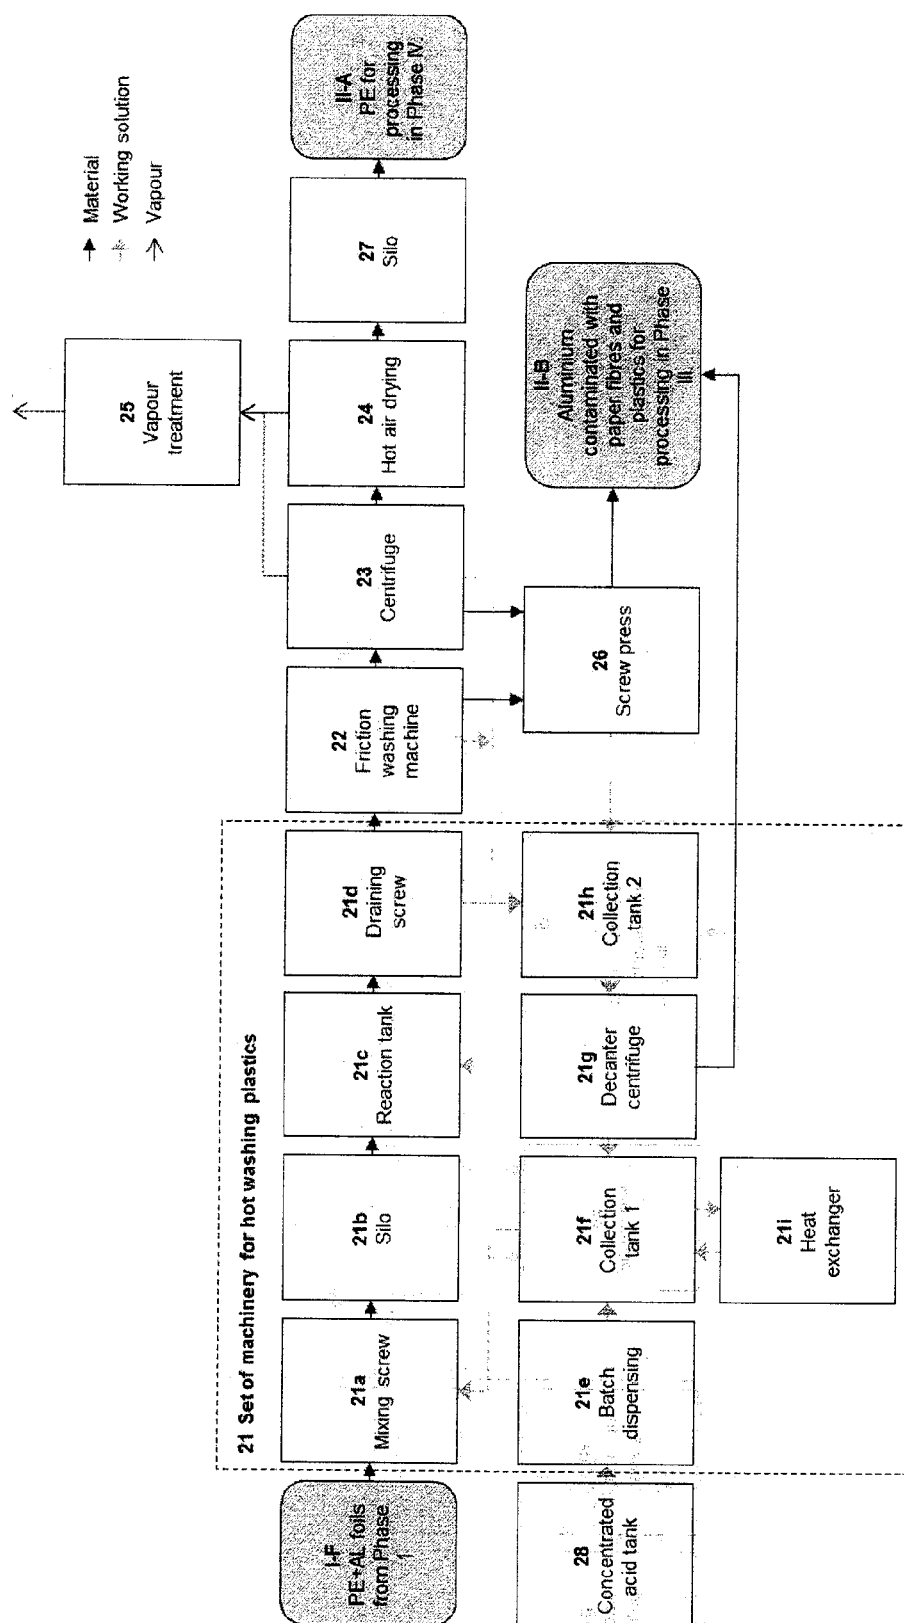 Material
Working solution
Vapour
21 Set of machinery for hot washing plastics
I-F
PE+AL foils
from Phase
1
21a
Mixing screw
21b
Silo
21c
Reaction tank
21d
Draining
screw
22
Friction
washing
machine
23
Centrifuge
24
Hot air drying
25
Vapour
treatment
27
Silo
II-A
PE for
processing
in Phase IV.
28
Concentrated
acid tank
21e
Batch
dispensing
21f
Collection
tank 1
21g
Decanter
centrifuge
21h
Collection
tank 2
26
Screw press
II-B
Aluminium
contaminated with
paper fibres and
plastics for
processing in Phase
III.
21i
Heat
exchanger